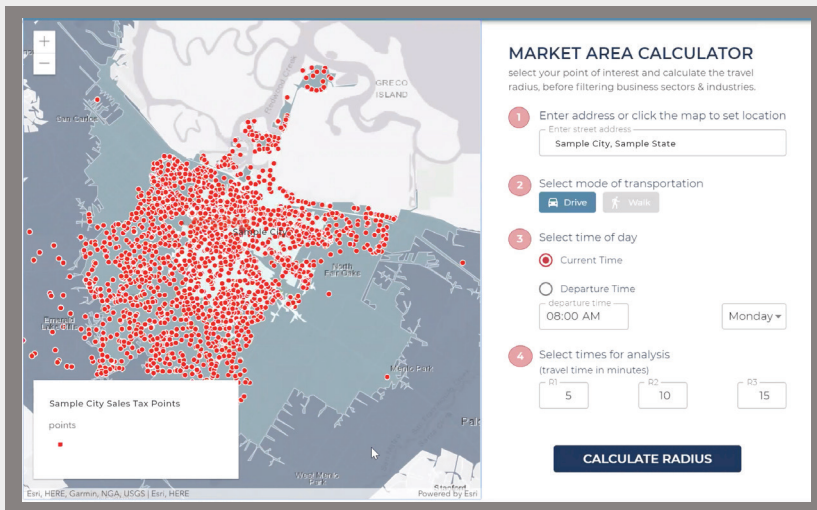 +
−
GRECO
ISLAND
San Carlos
Sample City
North
Fair Oaks
Emerald
Menlo Park
West Menlo
Park
Stanford
Sample City Sales Tax Points
points
Esri, HERE, Garmin, NGA, USGS | Esri, HERE
Powered by Esri
MARKET AREA CALCULATOR
select your point of interest and calculate the travel
radius, before filtering business sectors & industries.
1 Enter address or click the map to set location
Enter street address
Sample City, Sample State
2 Select mode of transportation
Drive Walk
3 Select time of day
Current Time
Departure Time
departure time
08:00 AM Monday
4 Select times for analysis
(travel time in minutes)
R1 R2 R3
5 10 15
CALCULATE RADIUS